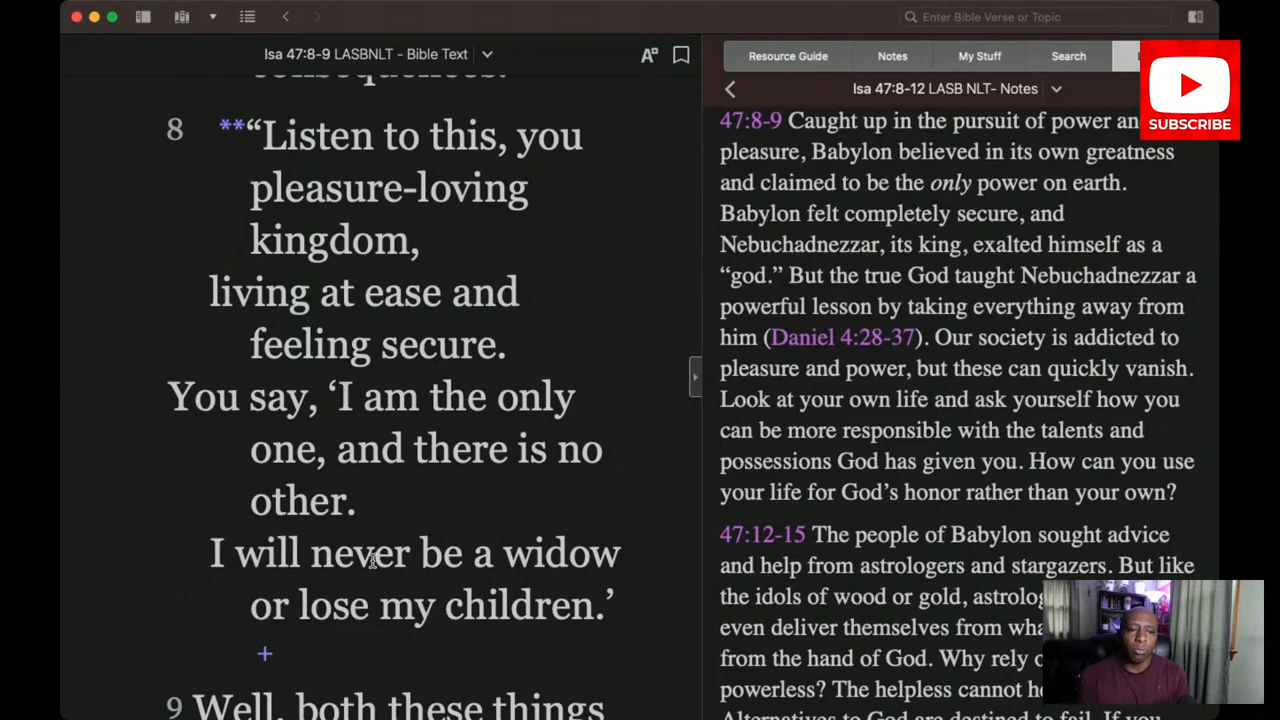 Enter Bible Verse or Topic
Isa 47:8-9 LASBNLT - Bible Text
consequences.
8 **“Listen to this, you
pleasure-loving
kingdom,
living at ease and
feeling secure.
You say, ‘I am the only
one, and there is no
other.
I will never be a widow
or lose my children.’
+
9 Well, both these things
Resource Guide
Notes
My Stuff
Search
Isa 47:8-12 LASB NLT- Notes
47:8-9 Caught up in the pursuit of power an
pleasure, Babylon believed in its own greatness
and claimed to be the only power on earth.
Babylon felt completely secure, and
Nebuchadnezzar, its king, exalted himself as a
“god.” But the true God taught Nebuchadnezzar a
powerful lesson by taking everything away from
him (Daniel 4:28-37). Our society is addicted to
pleasure and power, but these can quickly vanish.
Look at your own life and ask yourself how you
can be more responsible with the talents and
possessions God has given you. How can you use
your life for God’s honor rather than your own?
47:12-15 The people of Babylon sought advice
and help from astrologers and stargazers. But like
the idols of wood or gold, astrolog
even deliver themselves from wha
from the hand of God. Why rely o
powerless? The helpless cannot he
Alternatives to God are destined to fail. If you
SUBSCRIBE